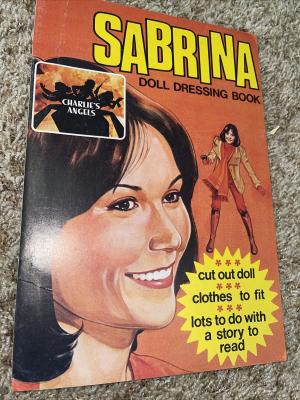 SABRINA
DOLL DRESSING BOOK
CHARLIE'S
ANGELS
cut out doll
clothes to fit
lots to do with
a story to
read